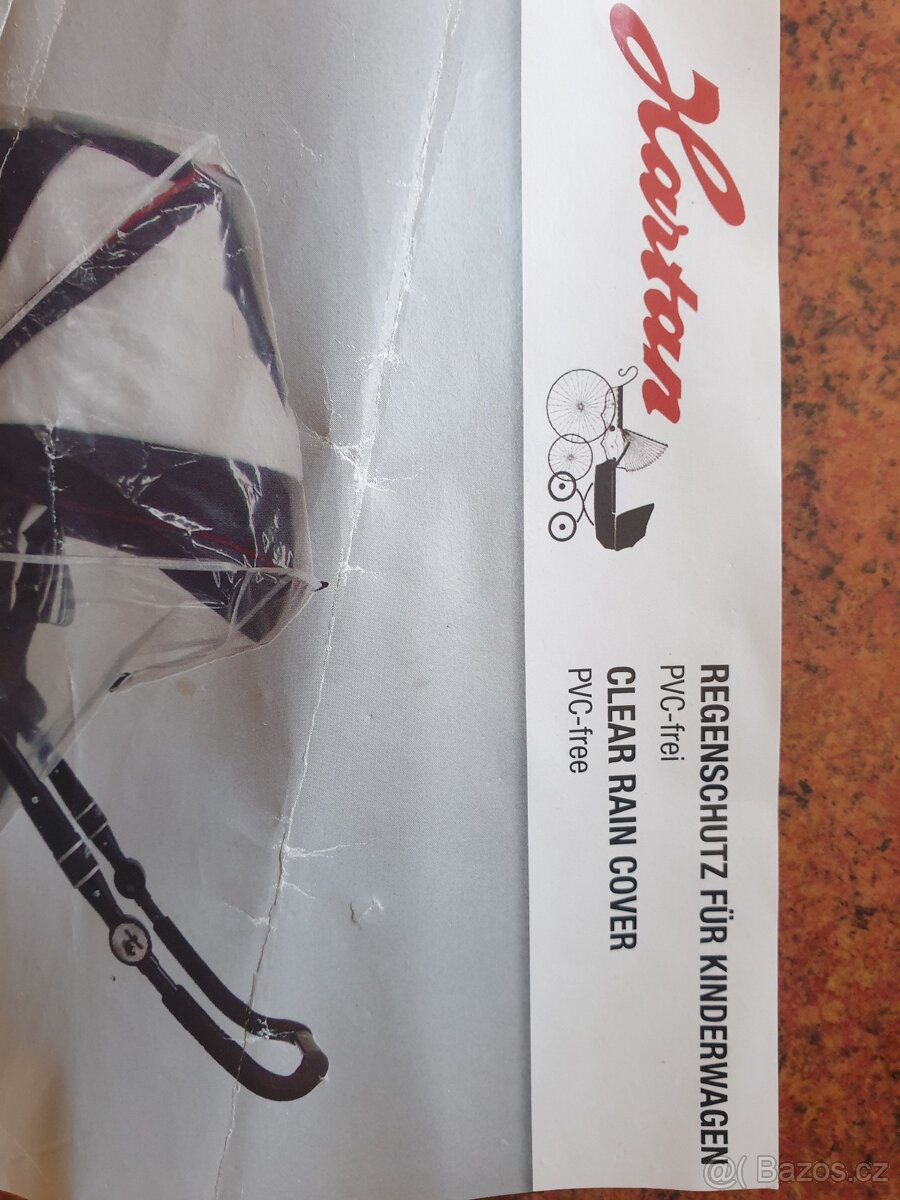 Hartan
REGENSCHUTZ FÜR KINDERWAGEN
PVC-frei
CLEAR RAIN COVER
PVC-free
@( Bazos.cz